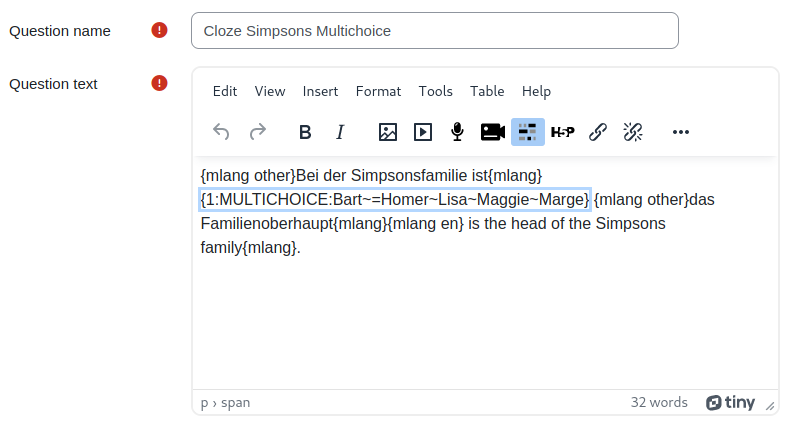 Question name
Cloze Simpsons Multichoice
Question text
Edit View Insert Format Tools Table Help
B I H5P
{mlang other}Bei der Simpsonsfamilie ist{mlang}
{1:MULTICHOICE:Bart~=Homer~Lisa~Maggie~Marge} {mlang other}das
Familienoberhaupt{mlang}{mlang en} is the head of the Simpsons
family{mlang}.
p › span 32 words tiny